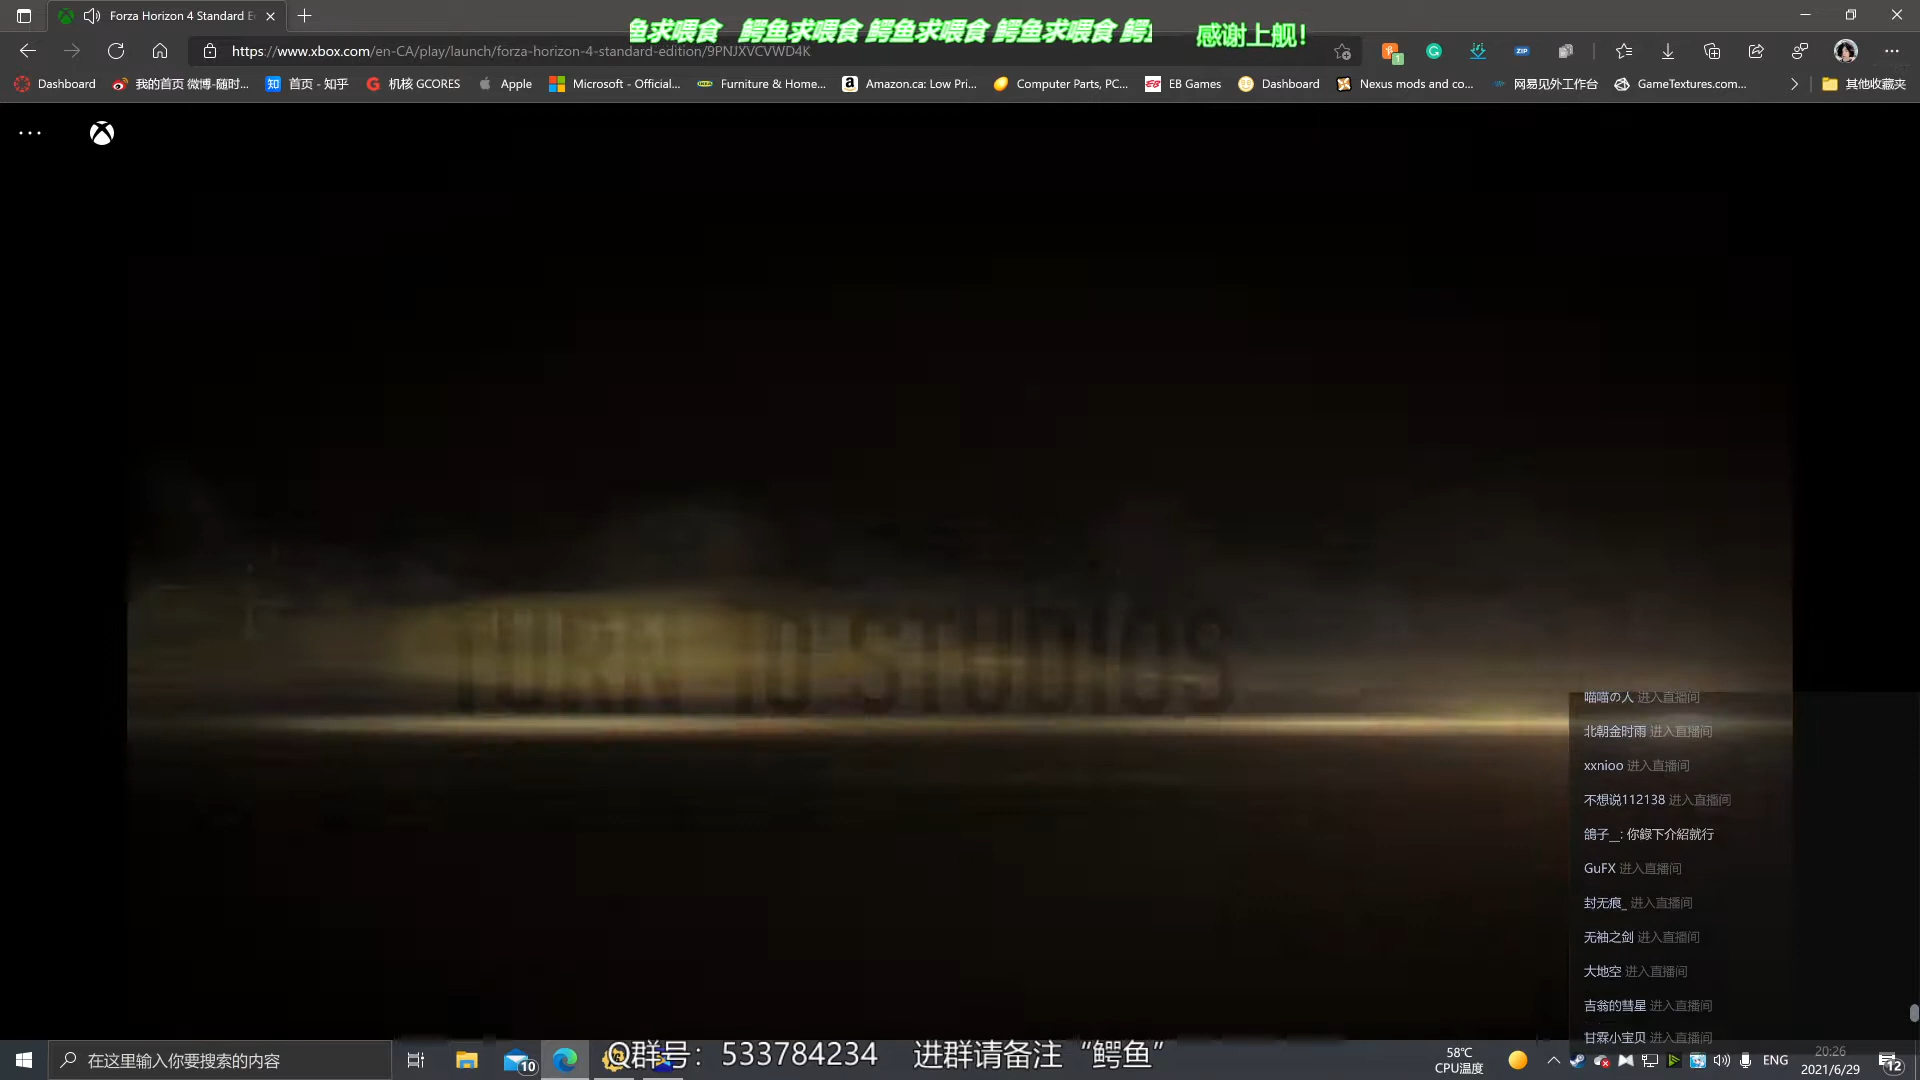 Forza Horizon 4 Standard E
鱼求喂食 鳄鱼求喂食 鳄鱼求喂食 鳄鱼求喂食 鳄
感谢上舰!
https://www.xbox.com/en-CA/play/launch/forza-horizon-4-standard-edition/9PNJXVCVWD4K
1
ZIP
Dashboard
我的首页 微博-随时...
知 首页 - 知乎
G 机核 GCORES
Apple
Microsoft - Official...
Furniture & Home...
a Amazon.ca: Low Pri...
Computer Parts, PC...
EB EB Games
Dashboard
Nexus mods and co...
网易见外工作台
GameTextures.com...
其他收藏夹
TURN 10 STUDIOS
喵喵の人 进入直播间
北朝金时雨 进入直播间
xxnioo 进入直播间
不想说112138 进入直播间
鴿子__: 你錄下介紹就行
GuFX 进入直播间
封无痕_ 进入直播间
无袖之剑 进入直播间
大地空 进入直播间
吉翁的彗星 进入直播间
甘霖小宝贝 进入直播间
在这里输入你要搜索的内容
10
Q群号：533784234 进群请备注“鳄鱼”
58℃
CPU温度
ENG
20:26
2021/6/29
12